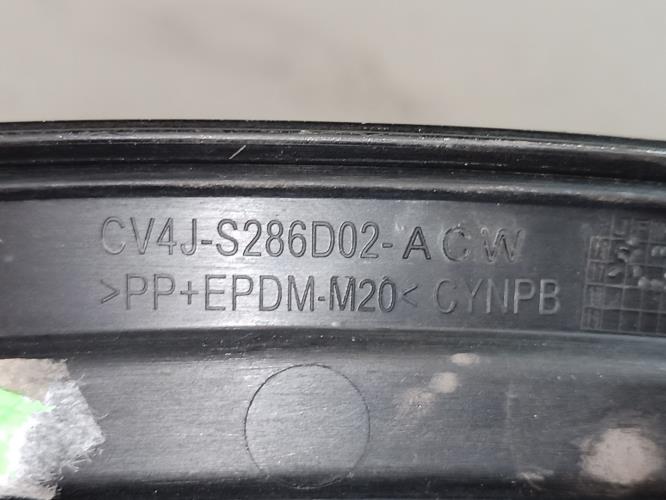 CV4J-S286D02-ACW
>PP+EPDM-M20< CYNPB